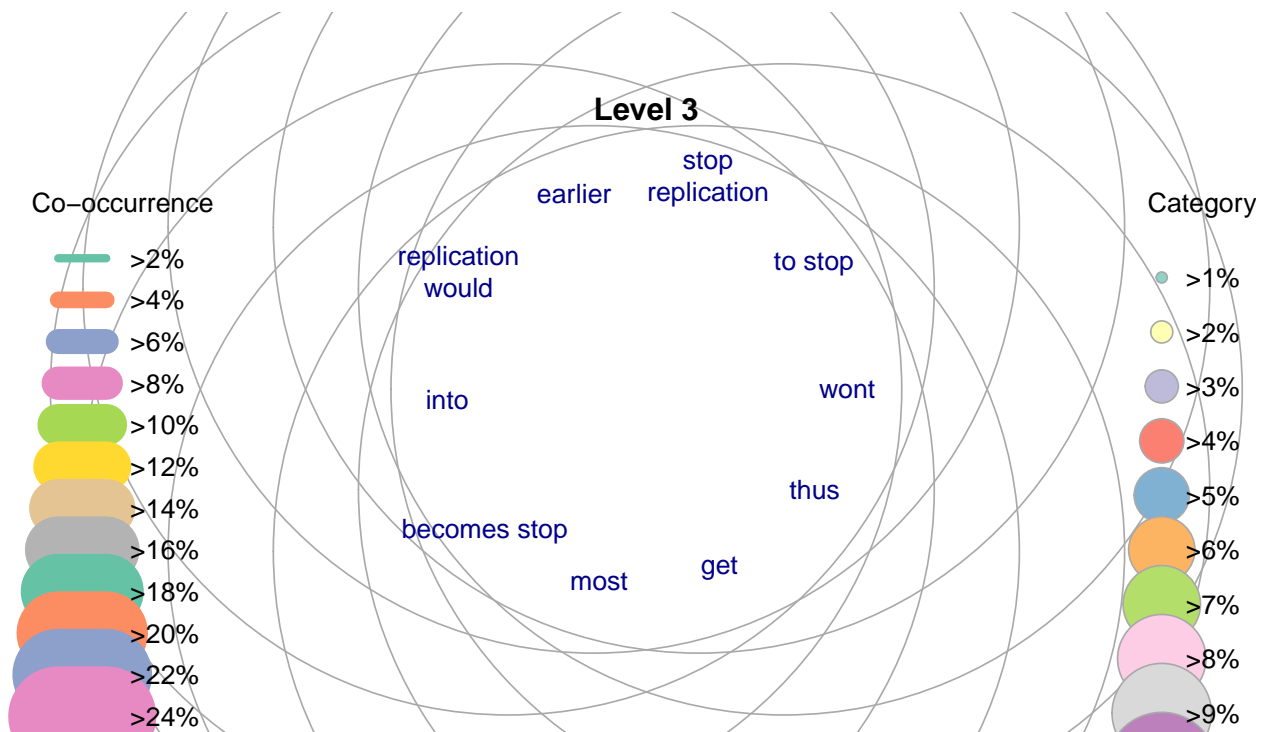 Level 3
stop
replication
earlier
replication
would
to stop
into
wont
thus
becomes stop
get
most
Co−occurrence
>2%
>4%
>6%
>8%
>10%
>12%
>14%
>16%
>18%
>20%
>22%
>24%
Category
>1%
>2%
>3%
>4%
>5%
>6%
>7%
>8%
>9%